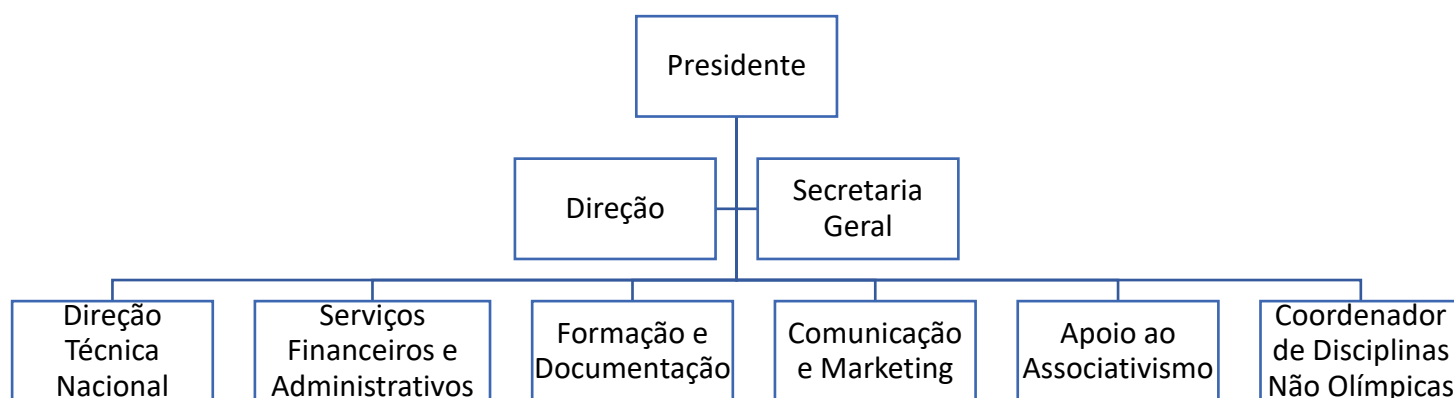 Presidente
Direção
Secretaria
Geral
Direção
Técnica
Nacional
Serviços
Financeiros e
Administrativos
Formação e
Documentação
Comunicação
e Marketing
Apoio ao
Associativismo
Coordenador
de Disciplinas
Não Olímpicas